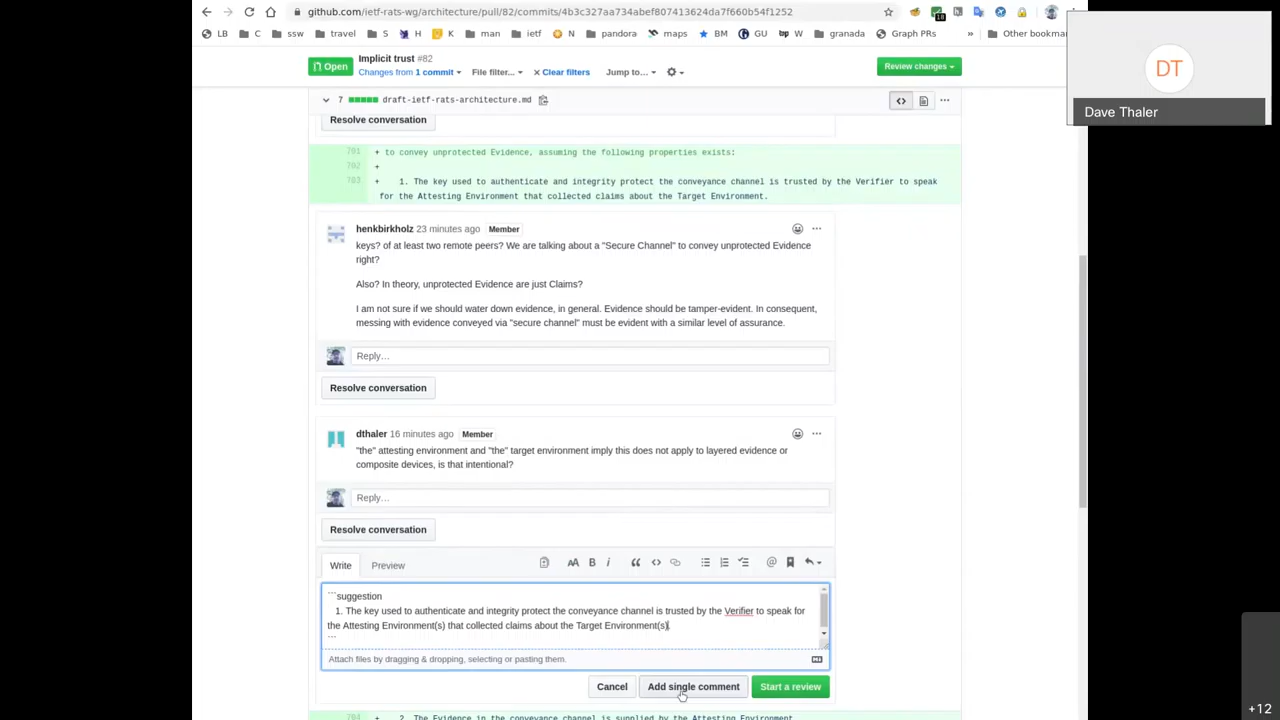 github.com/ietf-rats-wg/architecture/pull/82/commits/4b3c327aa734abef807413624da7f660b54f1252
18
LB C ssw travel S H K man ietf N pandora maps BM GU W granada Graph PRs » Other bookmar
Open
Implicit trust #82
Changes from 1 commit File filter... Clear filters Jump to...
Review changes
7 draft-ietf-rats-architecture.md
Resolve conversation
701 + to convey unprotected Evidence, assuming the following properties exists:
702 +
703 + 1. The key used to authenticate and integrity protect the conveyance channel is trusted by the Verifier to speak
for the Attesting Environment that collected claims about the Target Environment.
henkbirkholz 23 minutes ago Member
keys? of at least two remote peers? We are talking about a "Secure Channel" to convey unprotected Evidence
right?
Also? In theory, unprotected Evidence are just Claims?
I am not sure if we should water down evidence, in general. Evidence should be tamper-evident. In consequent,
messing with evidence conveyed via "secure channel" must be evident with a similar level of assurance.
Reply…
Resolve conversation
dthaler 16 minutes ago Member
"the" attesting environment and "the" target environment imply this does not apply to layered evidence or
composite devices, is that intentional?
Reply…
Resolve conversation
Write Preview
```suggestion
1. The key used to authenticate and integrity protect the conveyance channel is trusted by the Verifier to speak for
the Attesting Environment(s) that collected claims about the Target Environment(s).
```
Attach files by dragging & dropping, selecting or pasting them.
Cancel Add single comment Start a review
704 + 2. The Evidence in the conveyance channel is supplied by the Attesting Environment
DT
Dave Thaler
+12